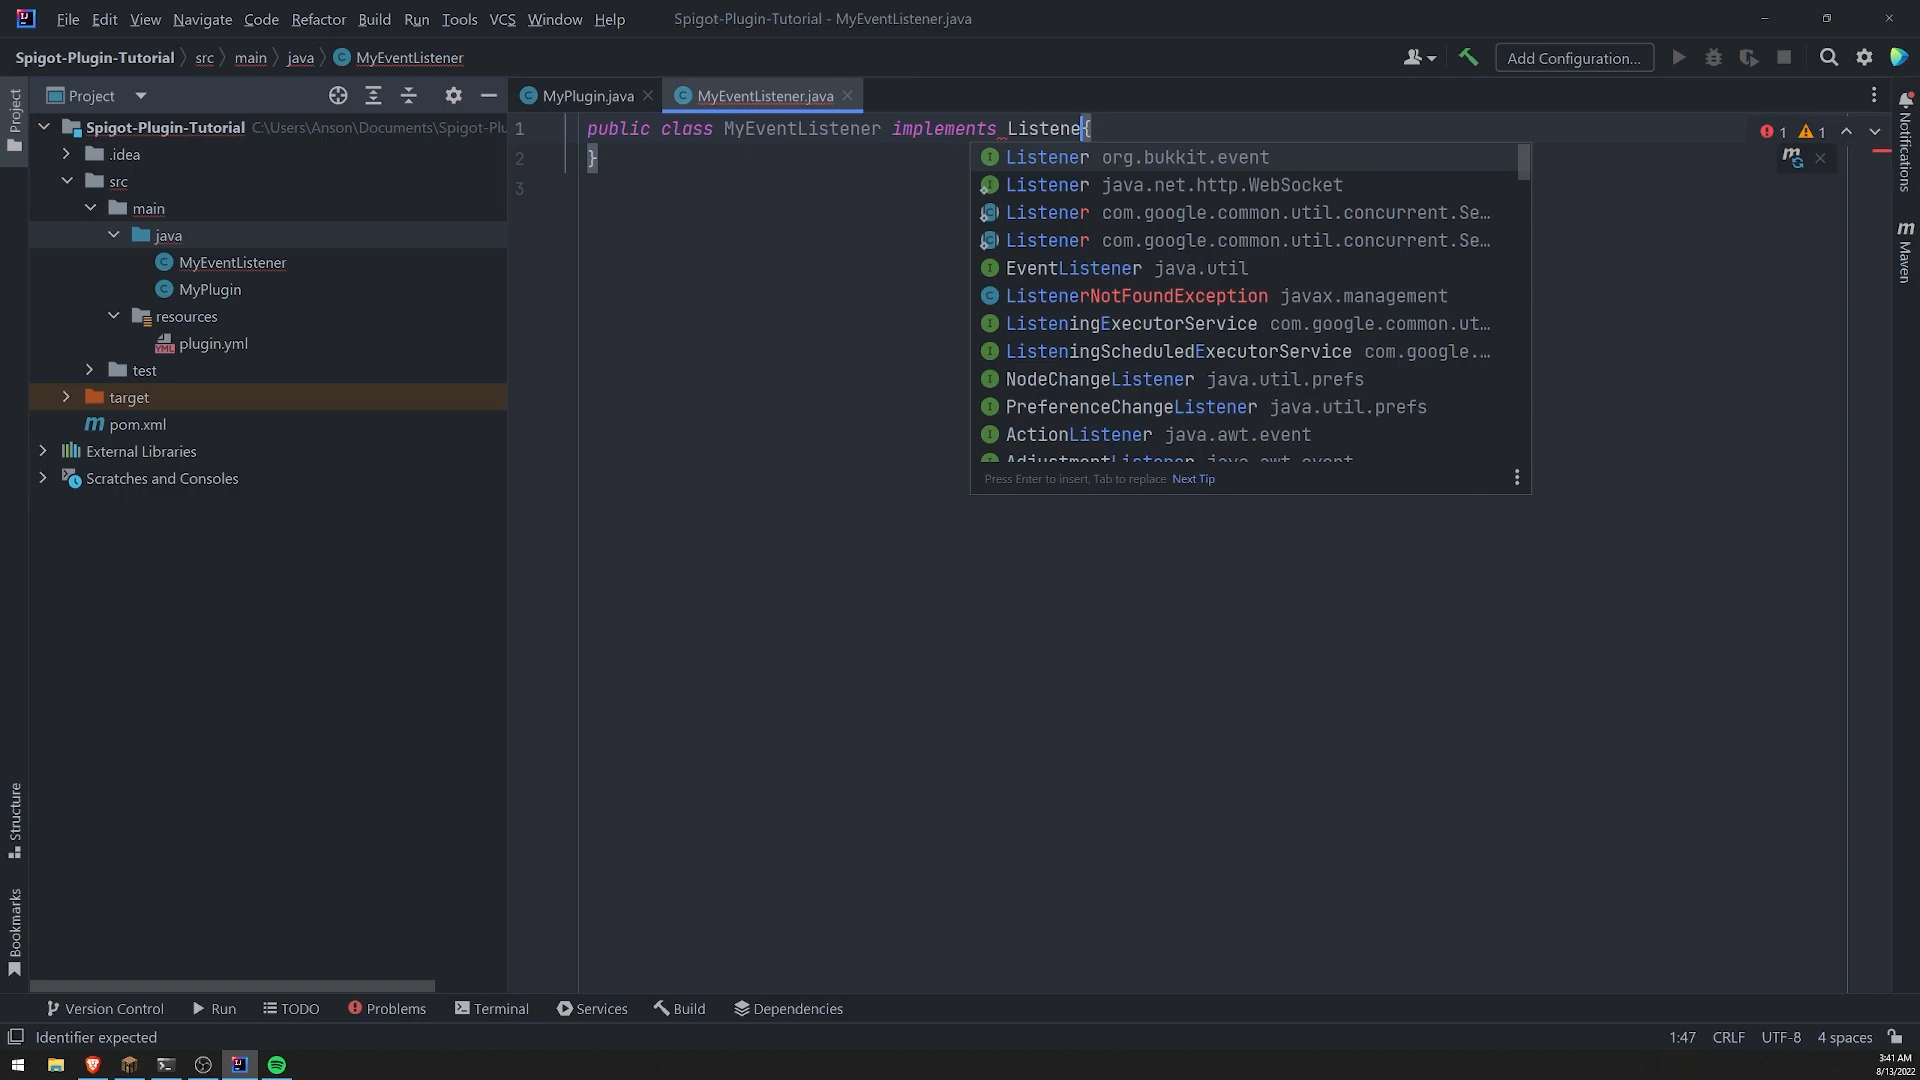 File Edit View Navigate Code Refactor Build Run Tools VCS Window Help Spigot-Plugin-Tutorial - MyEventListener.java
Spigot-Plugin-Tutorial src main java MyEventListener Add Configuration...
Project
Project
MyPlugin.java MyEventListener.java
Notifications
Maven
Spigot-Plugin-Tutorial C:\Users\Anson\Documents\Spigot-Plu
.idea
src
main
java
MyEventListener
MyPlugin
resources
plugin.yml
test
target
pom.xml
External Libraries
Scratches and Consoles
1 public class MyEventListener implements Listene{
2 }
3
1 1
Listener org.bukkit.event
Listener java.net.http.WebSocket
Listener com.google.common.util.concurrent.Se…
Listener com.google.common.util.concurrent.Se…
EventListener java.util
ListenerNotFoundException javax.management
ListeningExecutorService com.google.common.ut…
ListeningScheduledExecutorService com.google.…
NodeChangeListener java.util.prefs
PreferenceChangeListener java.util.prefs
ActionListener java.awt.event
AdjustmentListener java.awt.event
Press Enter to insert, Tab to replace Next Tip
Structure
Bookmarks
Version Control Run TODO Problems Terminal Services Build Dependencies
Identifier expected 1:47 CRLF UTF-8 4 spaces
3:41 AM
8/13/2022